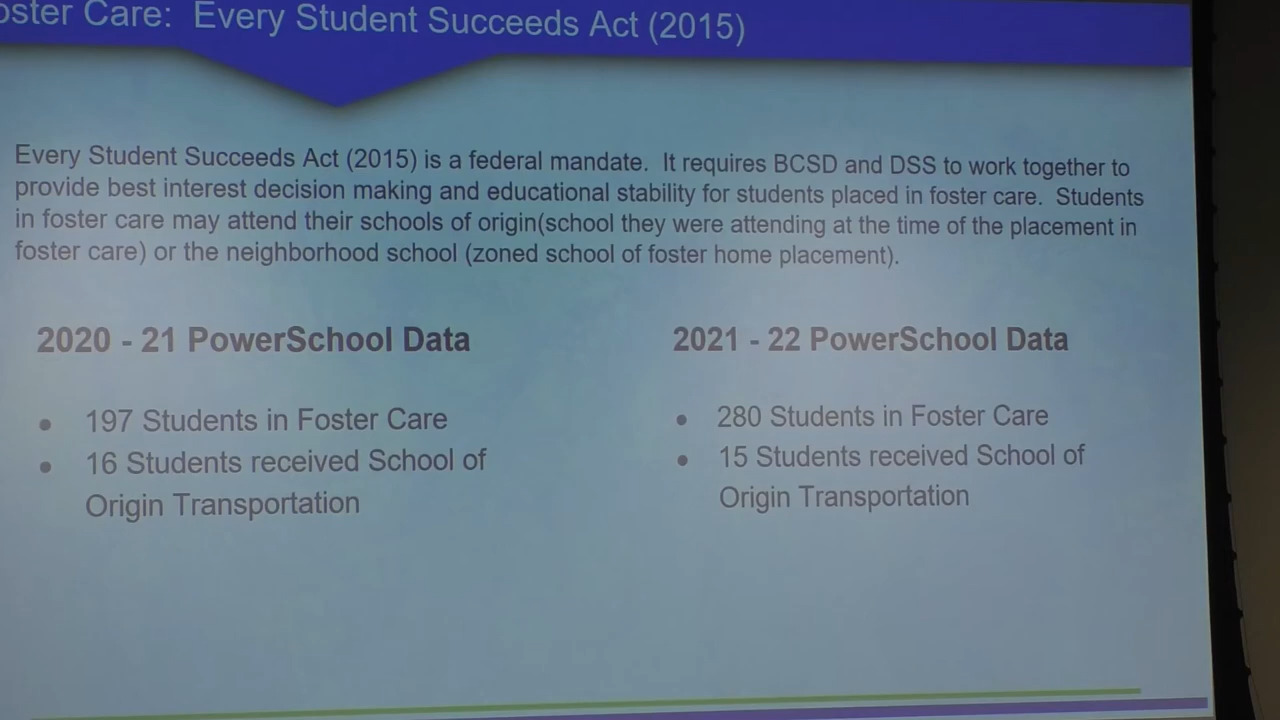 oster Care: Every Student Succeeds Act (2015)
Every Student Succeeds Act (2015) is a federal mandate. It requires BCSD and DSS to work together to
provide best interest decision making and educational stability for students placed in foster care. Students
in foster care may attend their schools of origin(school they were attending at the time of the placement in
foster care) or the neighborhood school (zoned school of foster home placement).
2020 - 21 PowerSchool Data
• 197 Students in Foster Care
• 16 Students received School of
Origin Transportation
2021 - 22 PowerSchool Data
• 280 Students in Foster Care
• 15 Students received School of
Origin Transportation